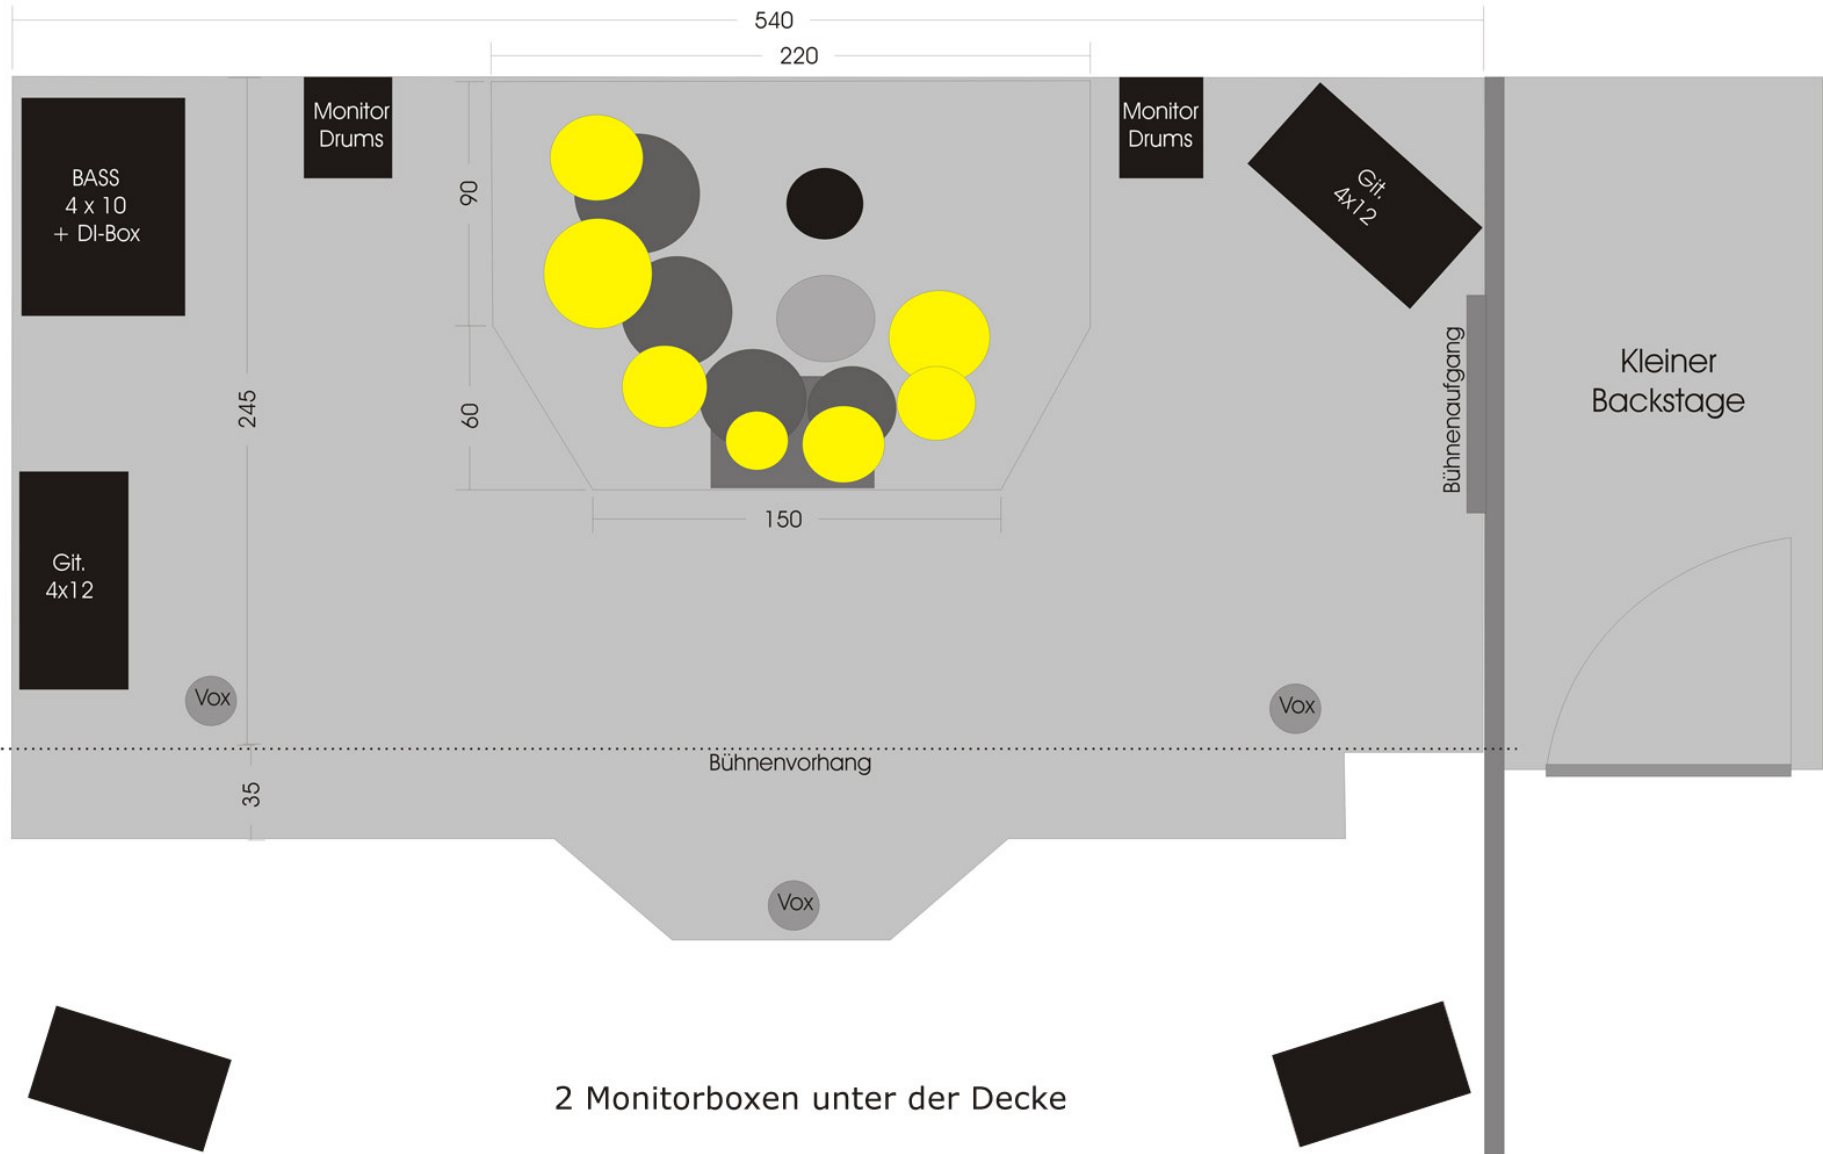 540
220
Monitor
Drums
Monitor
Drums
BASS
4 x 10
+ DI-Box
90
Git.
4x12
245
60
Bühnenaufgang
Kleiner
Backstage
150
Git.
4x12
Vox
Vox
Bühnenvorhang
35
Vox
2 Monitorboxen unter der Decke